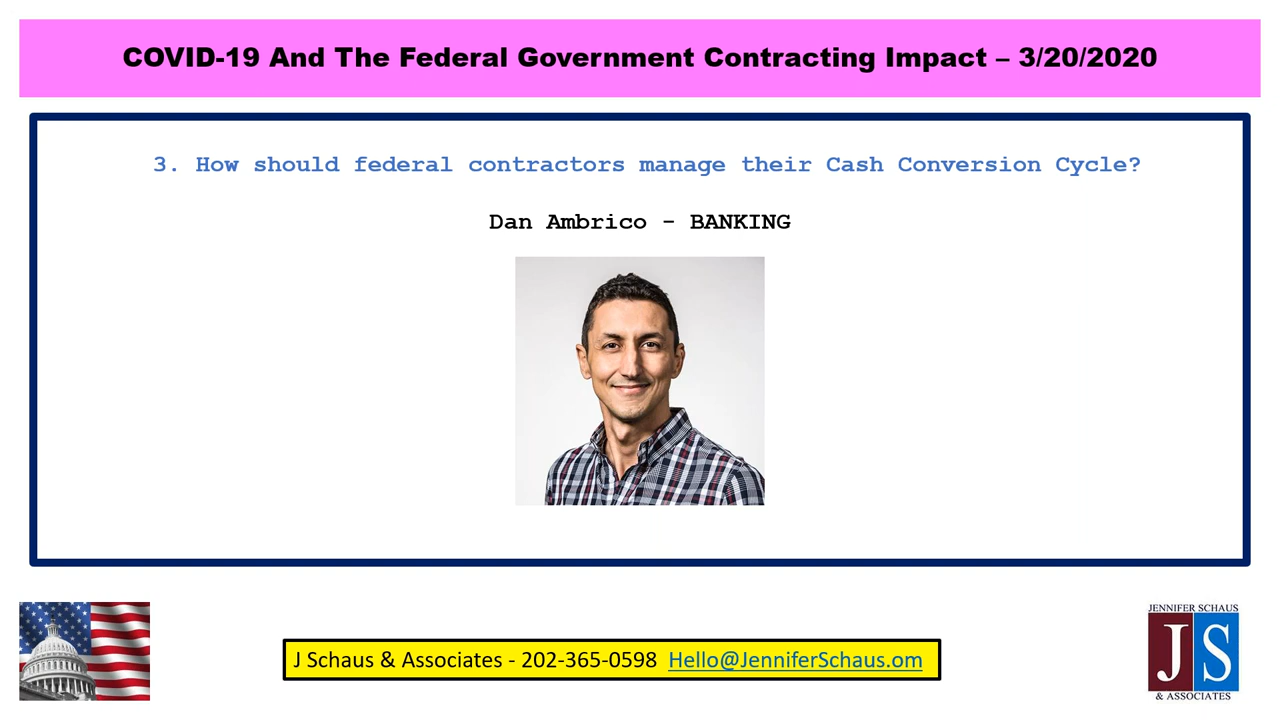 COVID-19 And The Federal Government Contracting Impact – 3/20/2020
3. How should federal contractors manage their Cash Conversion Cycle?
Dan Ambrico - BANKING
J Schaus & Associates - 202-365-0598 Hello@JenniferSchaus.om
JENNIFER SCHAUS
J S
& ASSOCIATES